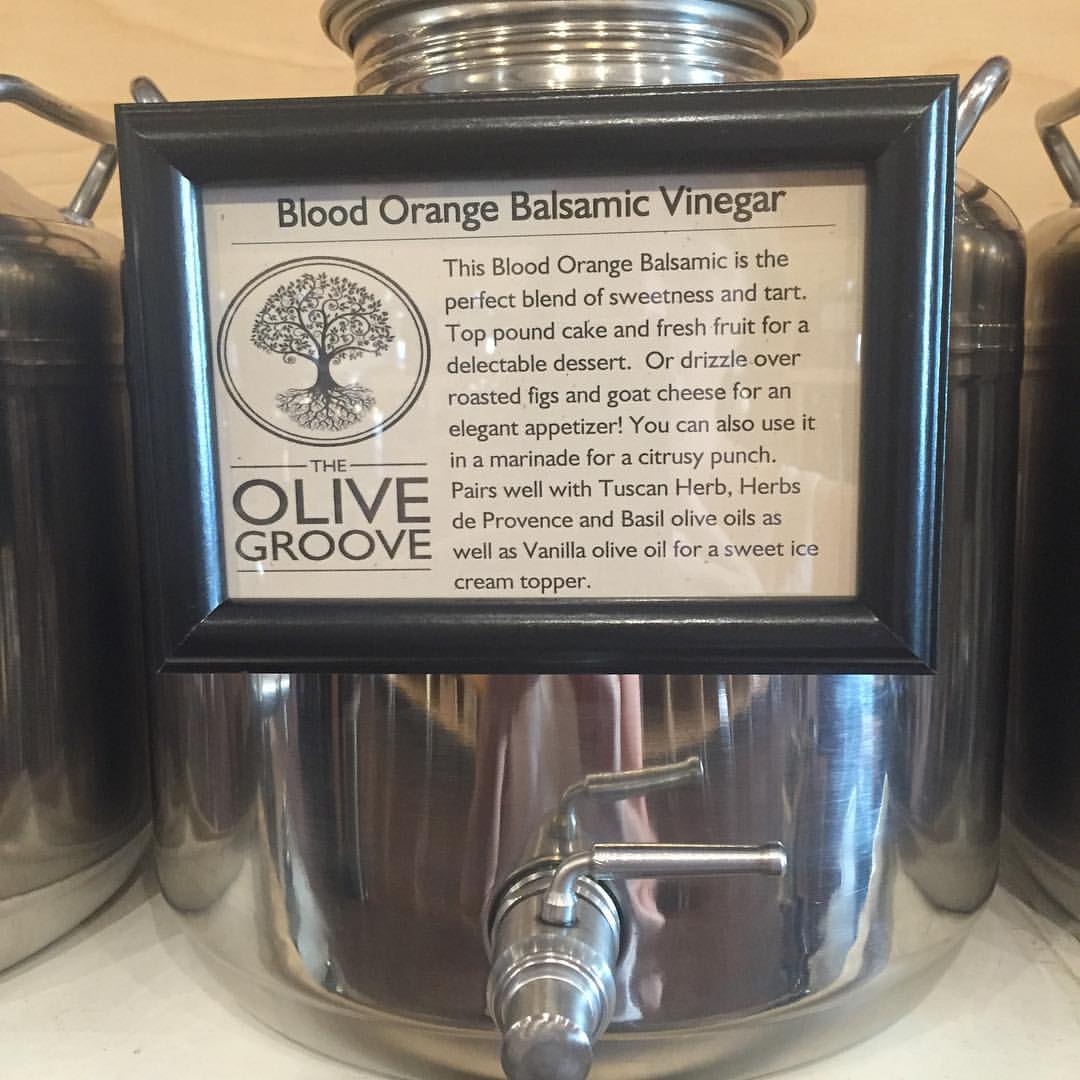 Blood Orange Balsamic Vinegar
THE
OLIVE
GROOVE
This Blood Orange Balsamic is the
perfect blend of sweetness and tart.
Top pound cake and fresh fruit for a
delectable dessert. Or drizzle over
roasted figs and goat cheese for an
elegant appetizer! You can also use it
in a marinade for a citrusy punch.
Pairs well with Tuscan Herb, Herbs
de Provence and Basil olive oils as
well as Vanilla olive oil for a sweet ice
cream topper.